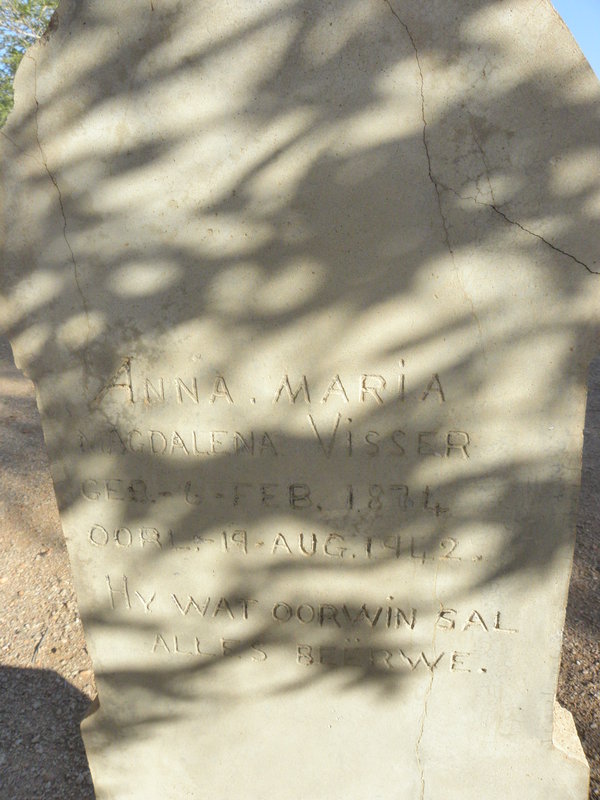 ANNA. MARIA
MAGDALENA VISSER
GEB.-6-FEB. 1874
OORL.-19-AUG. 1942.
HY WAT OORWIN SAL
ALLES BEËRWE.